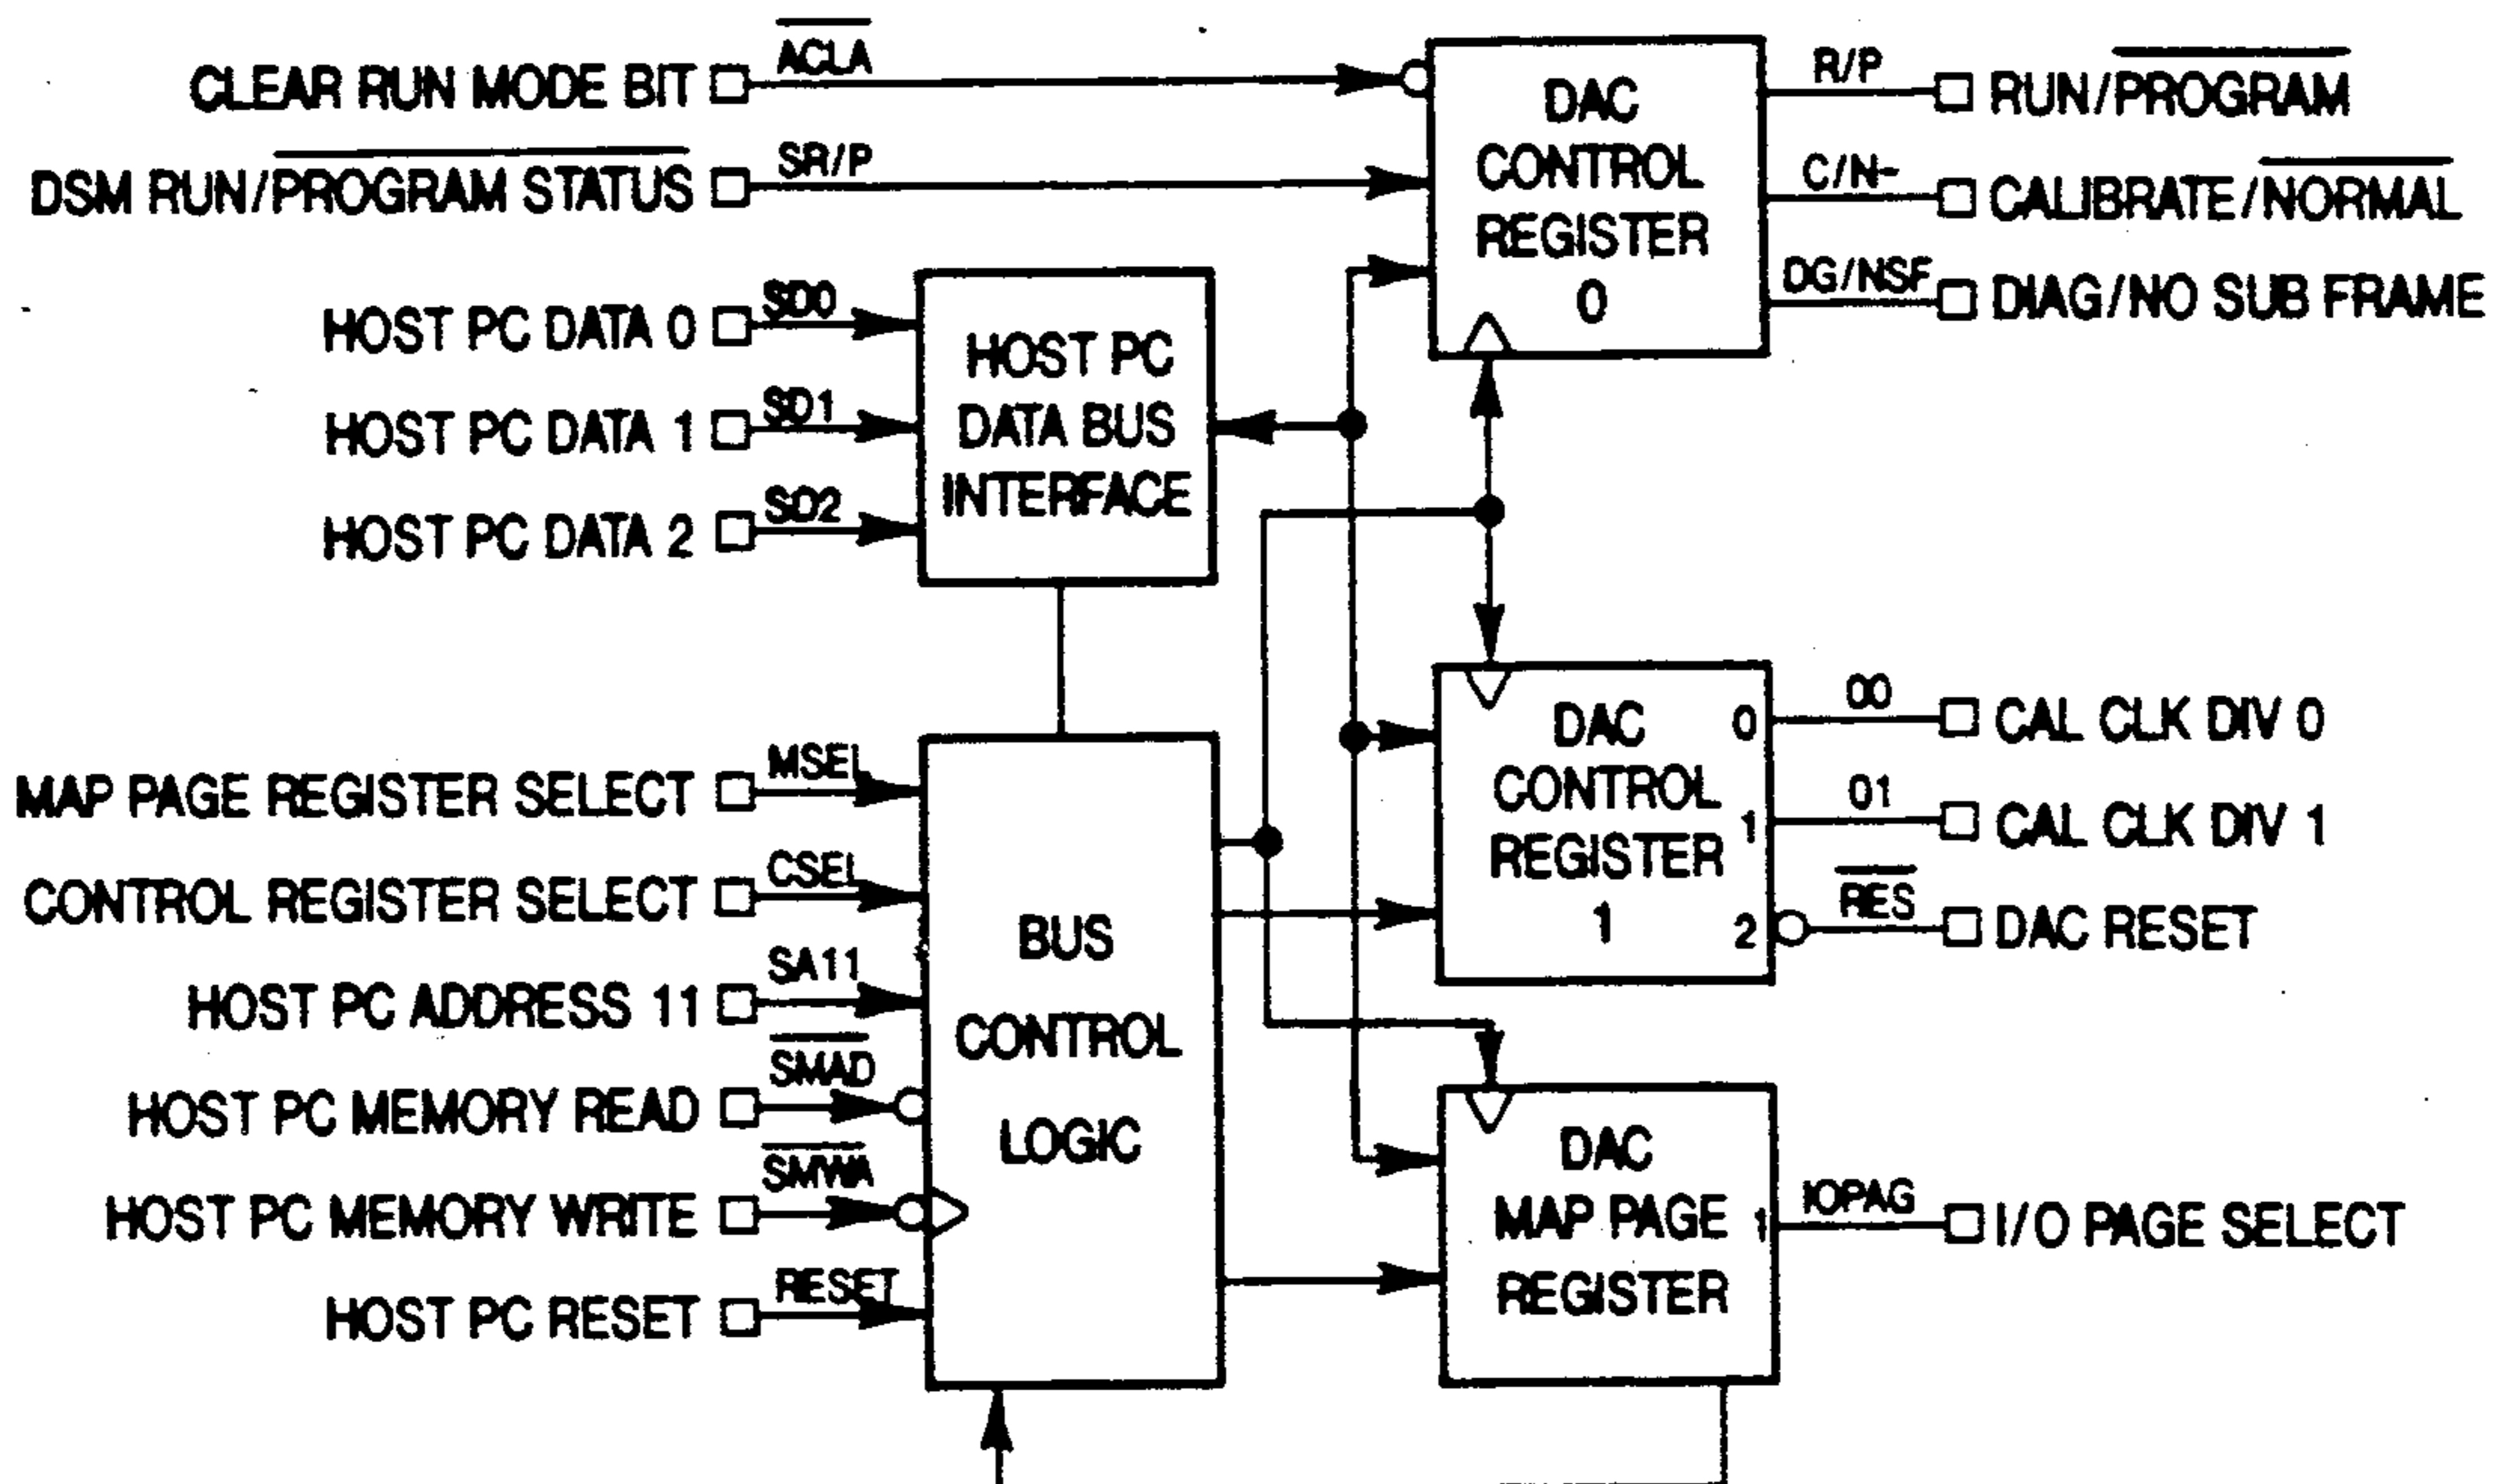 CLEAR RUN MODE BIT
ACLA
DSM RUN/PROGRAM STATUS
SR/P
DAC
CONTROL
REGISTER
0
R/P
RUN/PROGRAM
C/N-
CALIBRATE/NORMAL
DG/NSF
DIAG/NO SUB FRAME
HOST PC DATA 0
SD0
HOST PC DATA 1
SD1
HOST PC DATA 2
SD2
HOST PC
DATA BUS
INTERFACE
MAP PAGE REGISTER SELECT
MSEL
CONTROL REGISTER SELECT
CSEL
HOST PC ADDRESS 11
SA11
HOST PC MEMORY READ
SMAD
HOST PC MEMORY WRITE
SMWA
HOST PC RESET
RESET
BUS
CONTROL
LOGIC
DAC
CONTROL
REGISTER
1
0
00
CAL CLK DIV 0
1
01
CAL CLK DIV 1
2
RES
DAC RESET
DAC
MAP PAGE
REGISTER
1
IOPAG
I/O PAGE SELECT